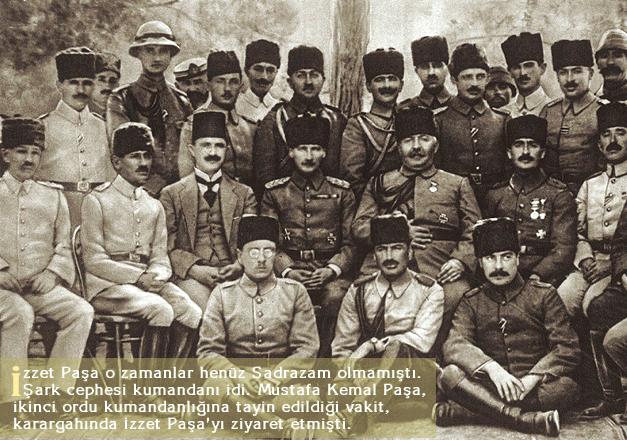 İzzet Paşa o zamanlar henüz Sadrazam olmamıştı.
Şark cephesi kumandanı idi. Mustafa Kemal Paşa,
ikinci ordu kumandanlığına tayin edildiği vakit,
karargahında İzzet Paşa'yı ziyaret etmişti.